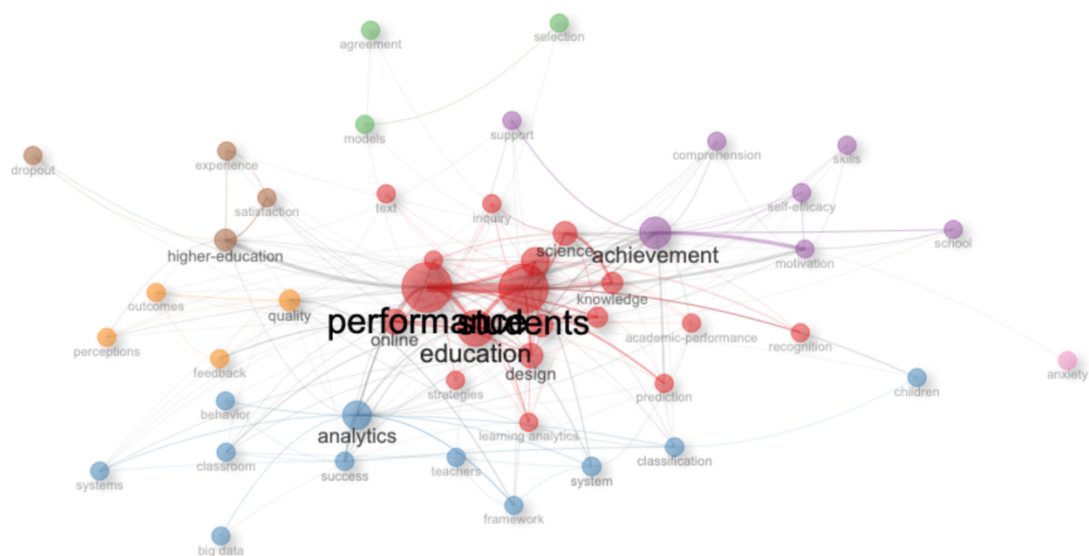 agreement
selection
models
support
comprehension
skills
dropout
experience
satisfaction
text
inquiry
self-efficacy
school
higher-education
science
achievement
motivation
outcomes
quality
knowledge
performance
students
online
academic-performance
recognition
perceptions
education
feedback
design
anxiety
strategies
prediction
children
behavior
analytics
learning analytics
classroom
success
teachers
classification
systems
system
framework
big data